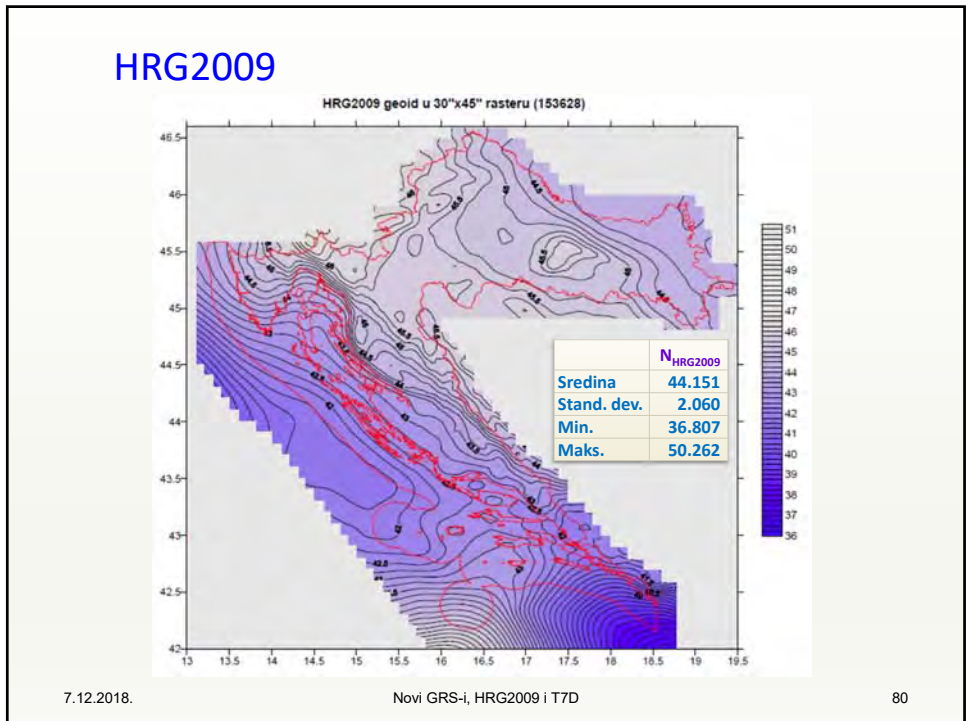 HRG2009
HRG2009 geoid u 30"x45" rasteru (153628)
46.5
46
45.5
45
44.5
44
43.5
43
42.5
42
13 13.5 14 14.5 15 15.5 16 16.5 17 17.5 18 18.5 19 19.5
51
50
49
48
47
46
45
44
43
42
41
40
39
38
37
36
N HRG2009
Sredina 44.151
Stand. dev. 2.060
Min. 36.807
Maks. 50.262
7.12.2018. Novi GRS-i, HRG2009 i T7D 80